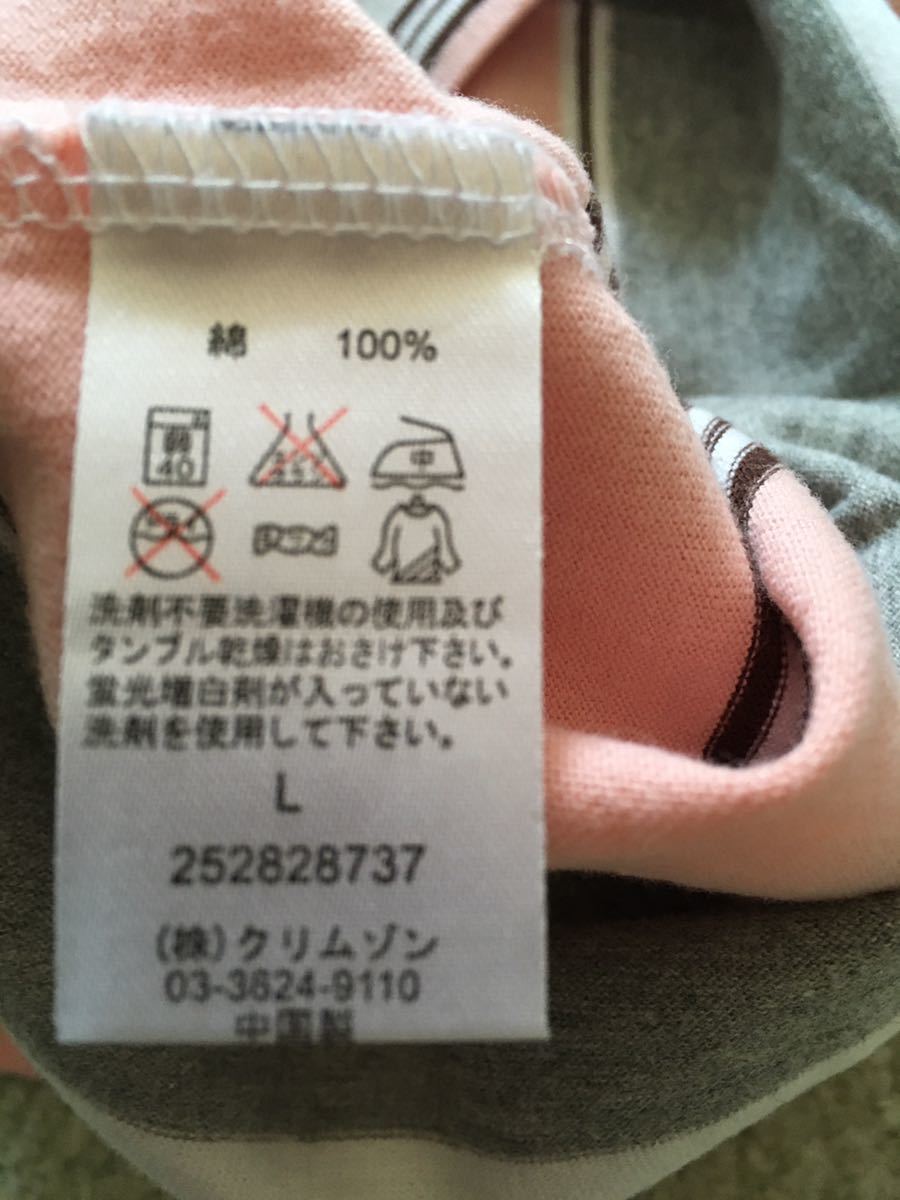 綿 100%
弱
40
中
洗剤不要洗濯機の使用及び
タンブル乾燥はおさけ下さい。
蛍光増白剤が入っていない
洗剤を使用して下さい。
L
252828737
(株)クリムゾン
03-3624-9110
中国製